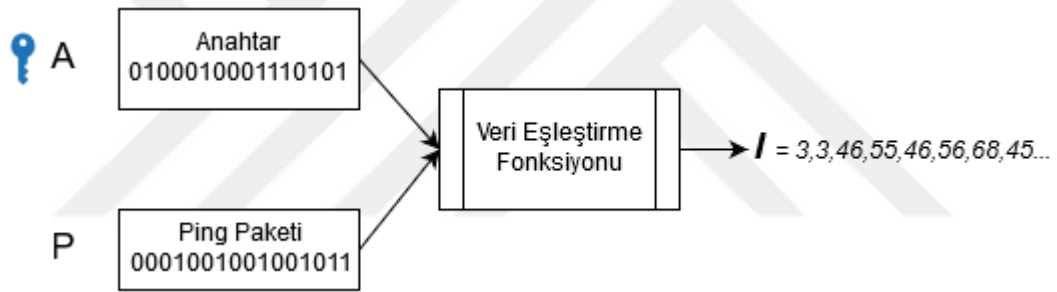 A
Anahtar
0100010001110101
Veri Eşleştirme
Fonksiyonu
I = 3,3,46,55,46,56,68,45...
P
Ping Paketi
0001001001001011